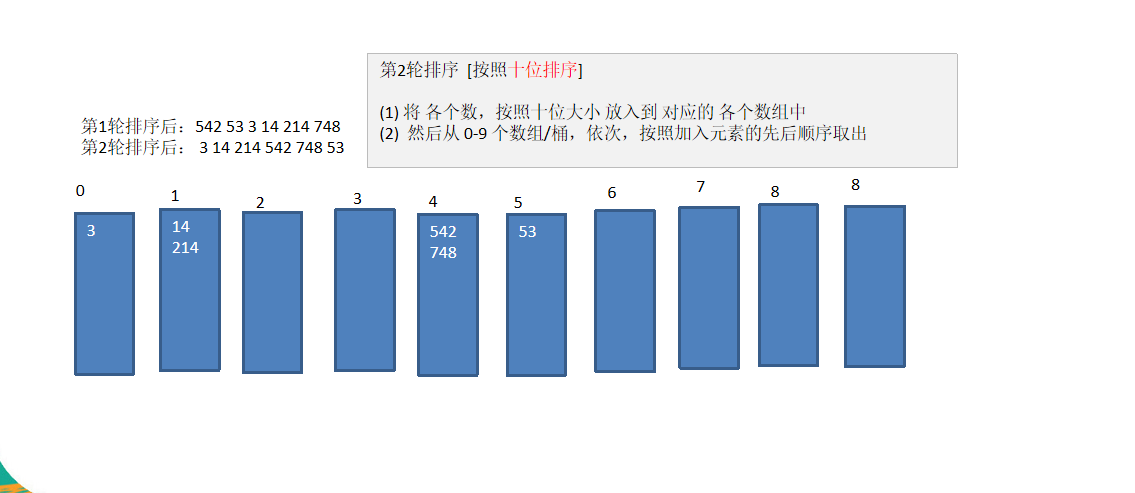 第2轮排序 [按照十位排序]
(1) 将 各个数，按照十位大小 放入到 对应的 各个数组中
(2) 然后从 0-9 个数组/桶，依次，按照加入元素的先后顺序取出
第1轮排序后：542 53 3 14 214 748
第2轮排序后： 3 14 214 542 748 53
0 1 2 3 4 5 6 7 8 8
3 14 542 53
214 748